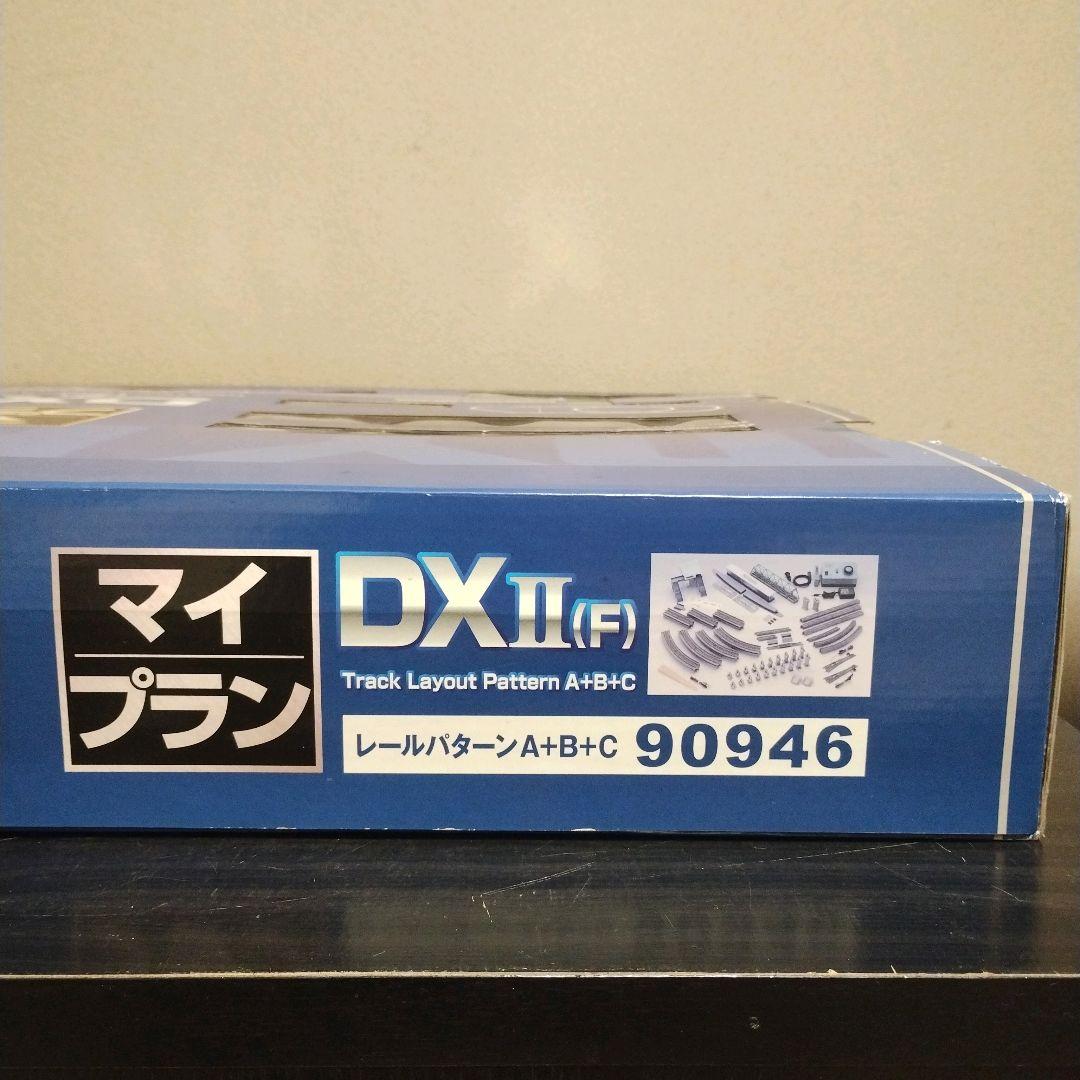 マイ
プラン
DXII(F)
Track Layout Pattern A+B+C
レールパターンA+B+C 90946